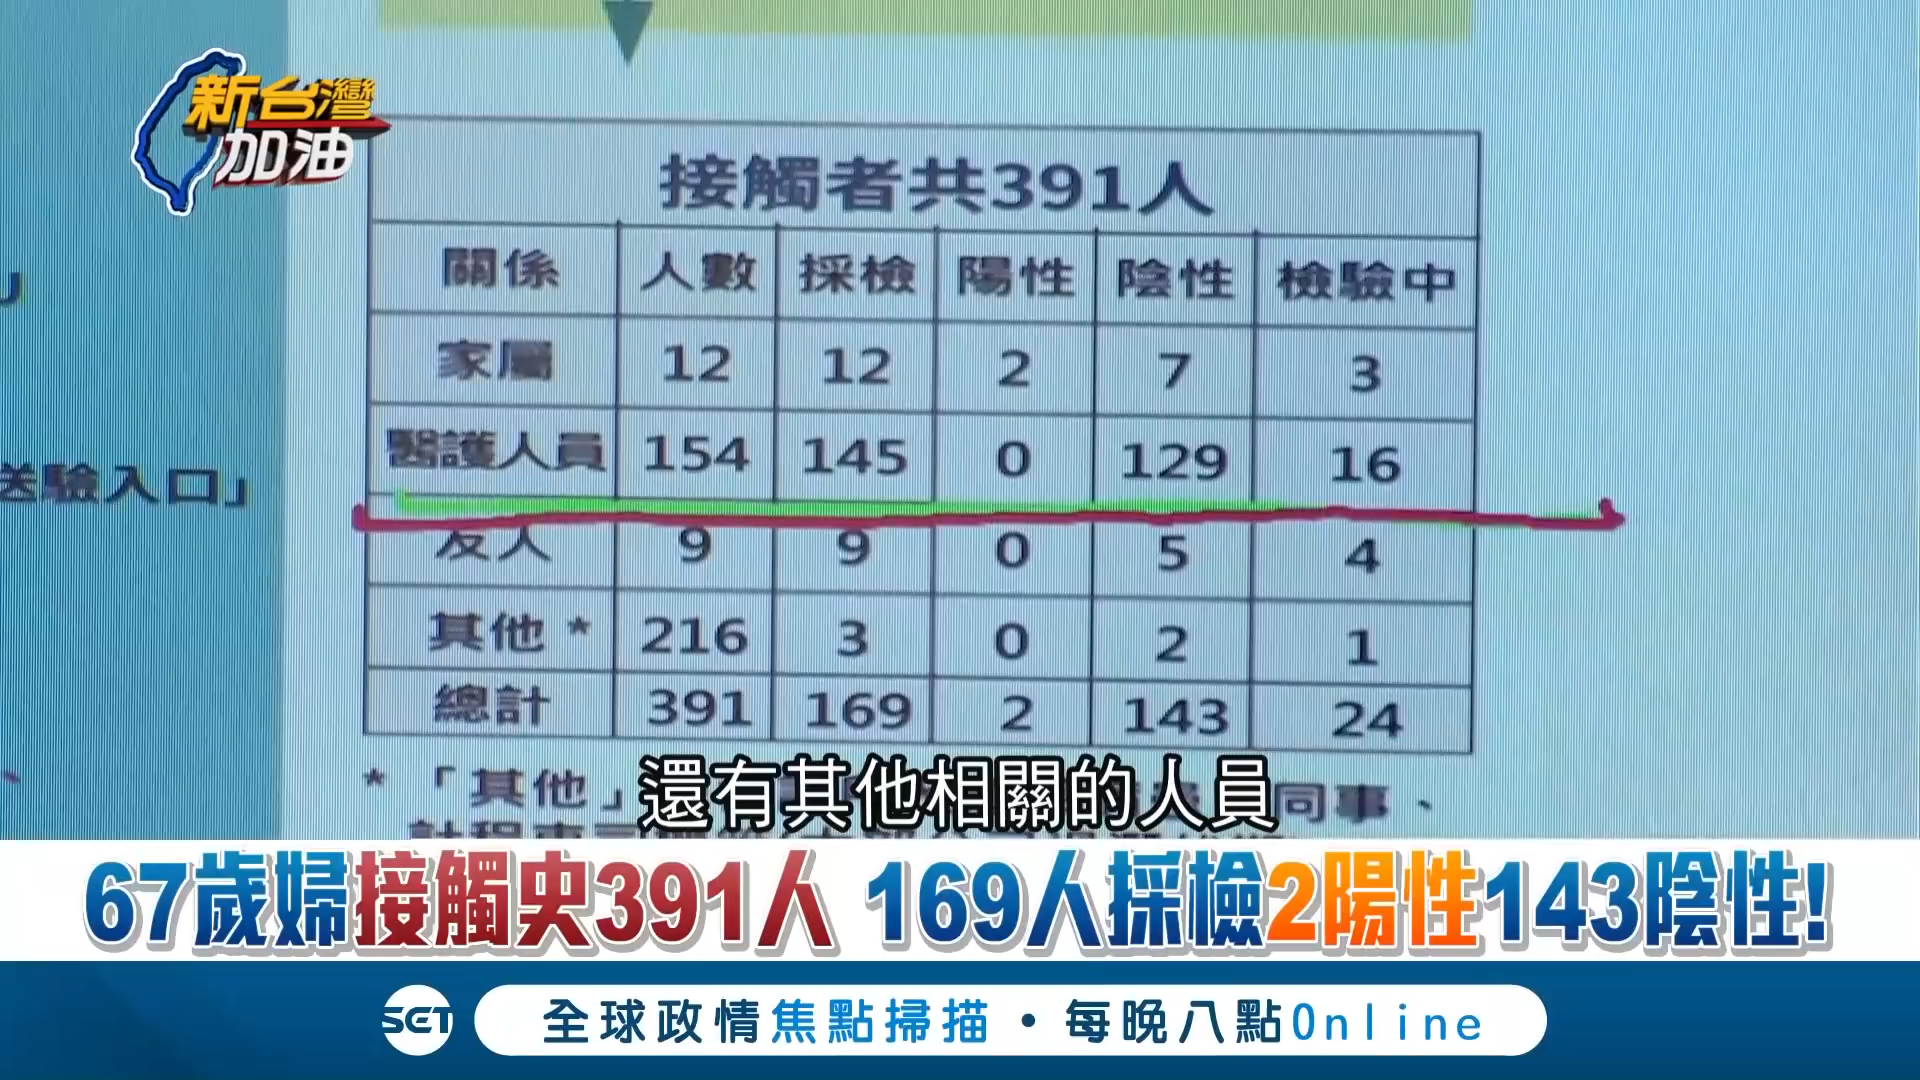 新台灣
加油
接觸者共391人
關係 人數 採檢 陽性 陰性 檢驗中
家屬 12 12 2 7 3
醫護人員 154 145 0 129 16
友人 9 9 0 5 4
其他* 216 3 0 2 1
總計 391 169 2 143 24
送驗入口」
*「其他」 同事、
還有其他相關的人員
67歲婦接觸史391人 169人採檢2陽性143陰性!
SET 全球政情焦點掃描・每晚八點Online